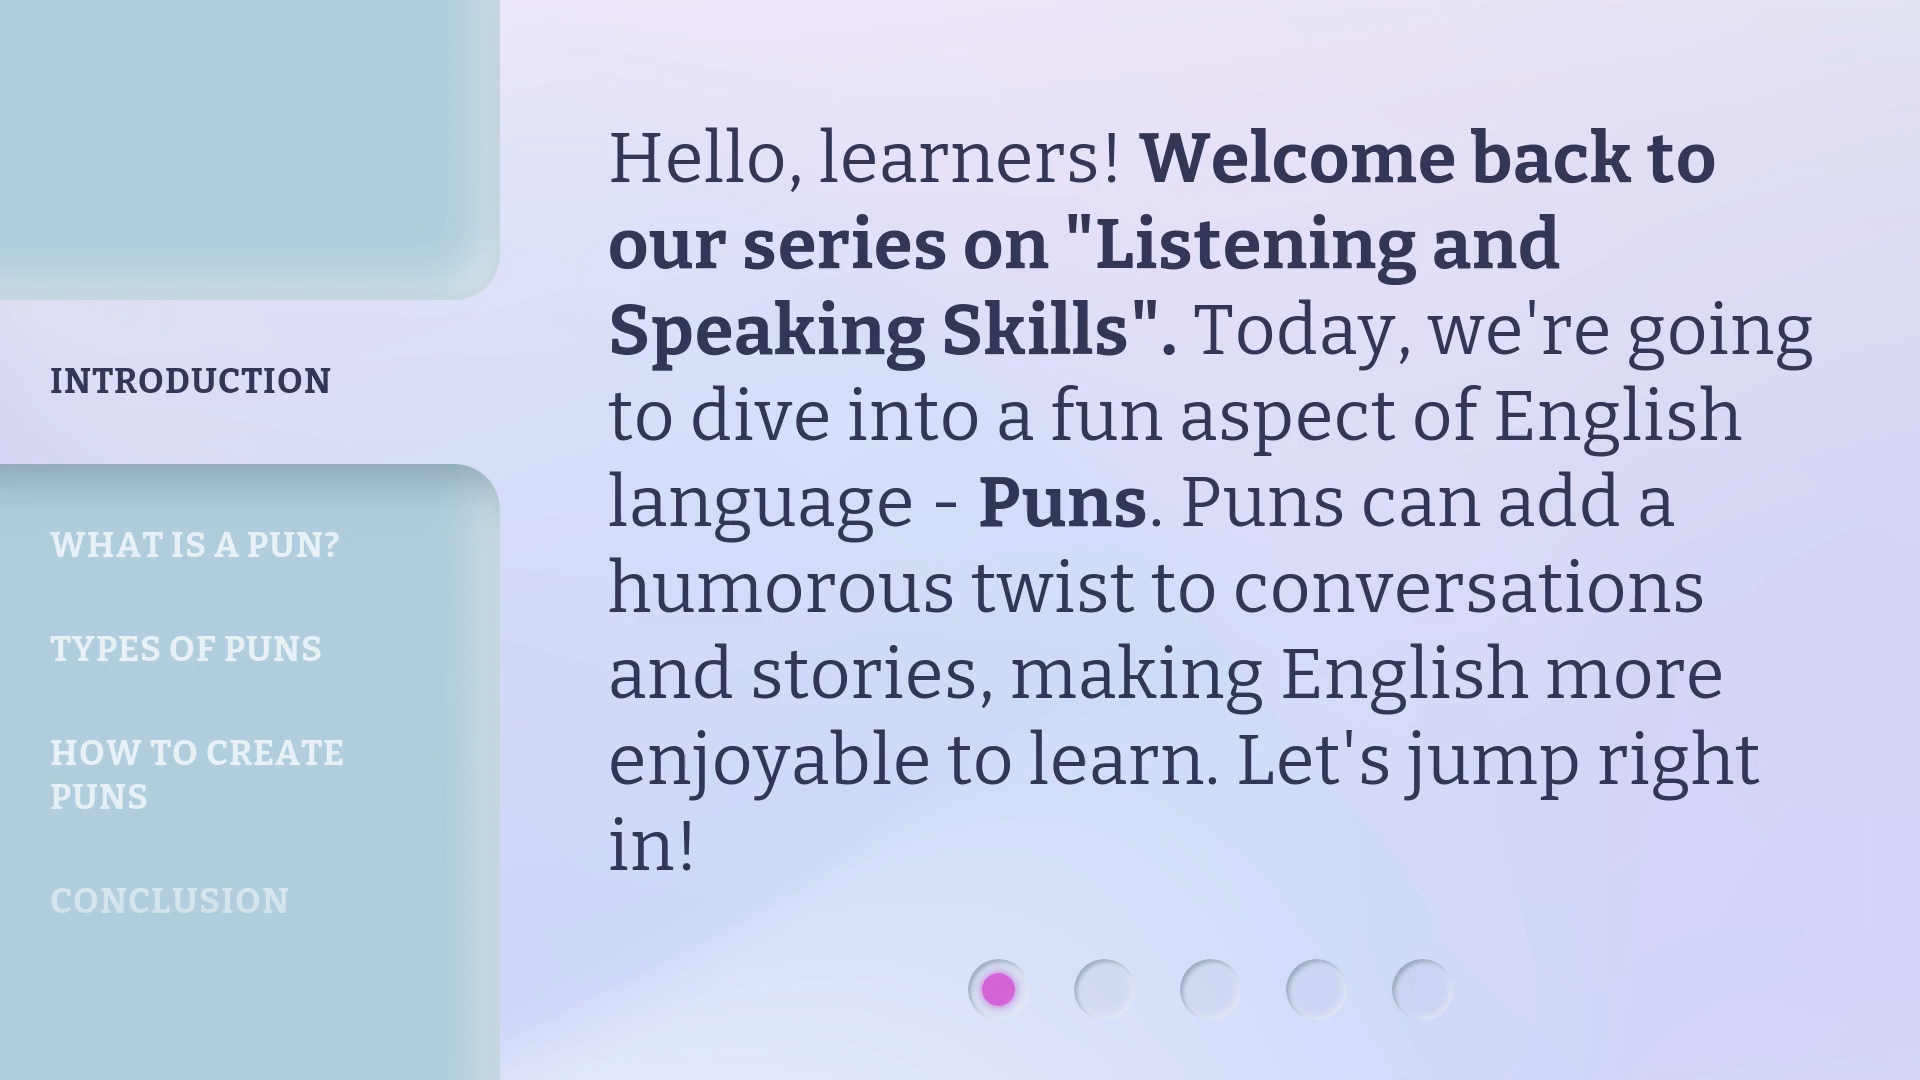 INTRODUCTION
WHAT IS A PUN?
TYPES OF PUNS
HOW TO CREATE
PUNS
CONCLUSION
Hello, learners! Welcome back to
our series on "Listening and
Speaking Skills". Today, we're going
to dive into a fun aspect of English
language - Puns. Puns can add a
humorous twist to conversations
and stories, making English more
enjoyable to learn. Let's jump right
in!